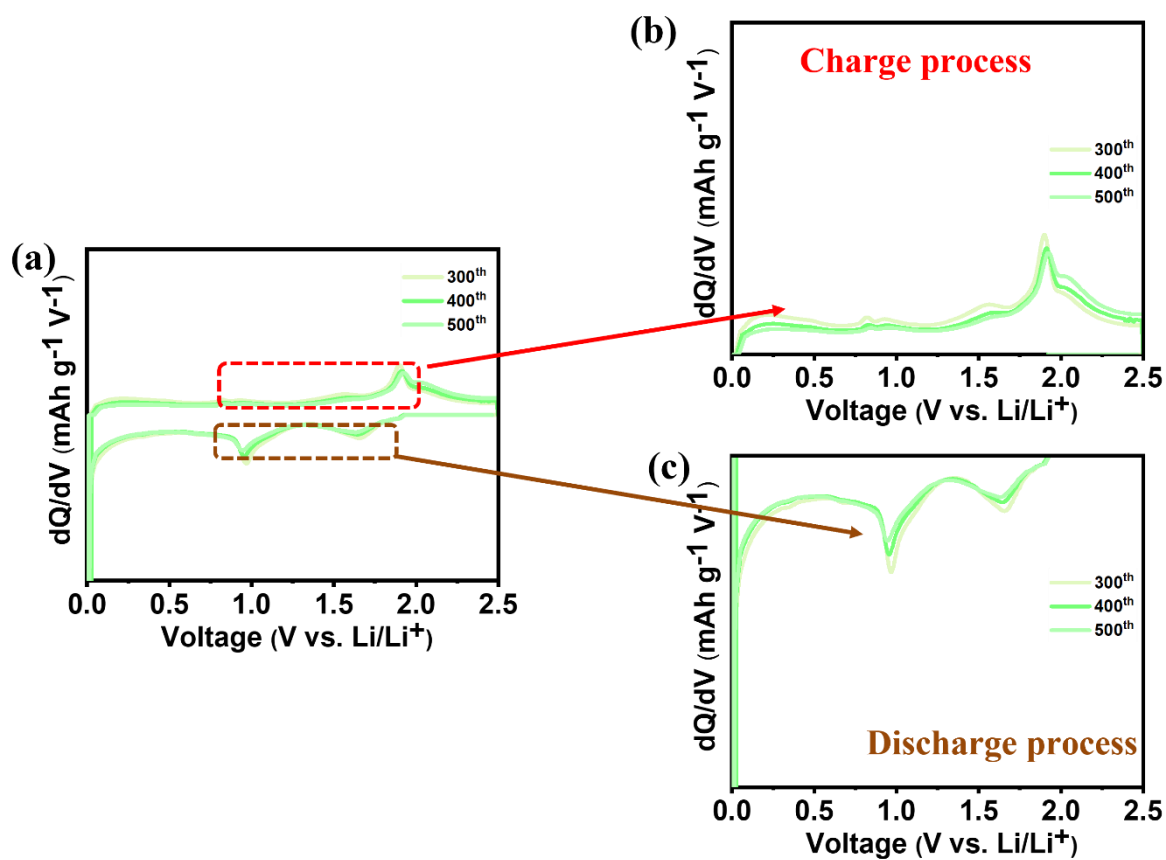 (a)
dQ/dV (mAh g-1 V-1)
300th
400th
500th
0.0 0.5 1.0 1.5 2.0 2.5
Voltage (V vs. Li/Li+)
(b)
dQ/dV (mAh g-1 V-1)
Charge process
300th
400th
500th
0.0 0.5 1.0 1.5 2.0 2.5
Voltage (V vs. Li/Li+)
(c)
dQ/dV (mAh g-1 V-1)
300th
400th
500th
Discharge process
0.0 0.5 1.0 1.5 2.0 2.5
Voltage (V vs. Li/Li+)